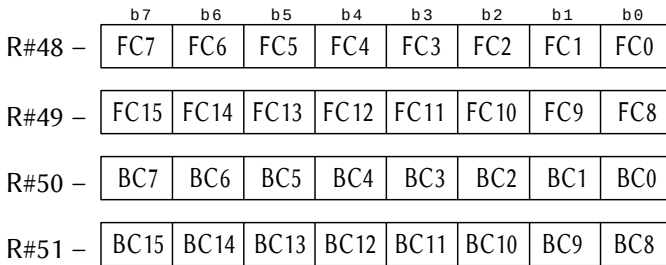 b7 b6 b5 b4 b3 b2 b1 b0
R#48 – FC7 FC6 FC5 FC4 FC3 FC2 FC1 FC0
R#49 – FC15 FC14 FC13 FC12 FC11 FC10 FC9 FC8
R#50 – BC7 BC6 BC5 BC4 BC3 BC2 BC1 BC0
R#51 – BC15 BC14 BC13 BC12 BC11 BC10 BC9 BC8